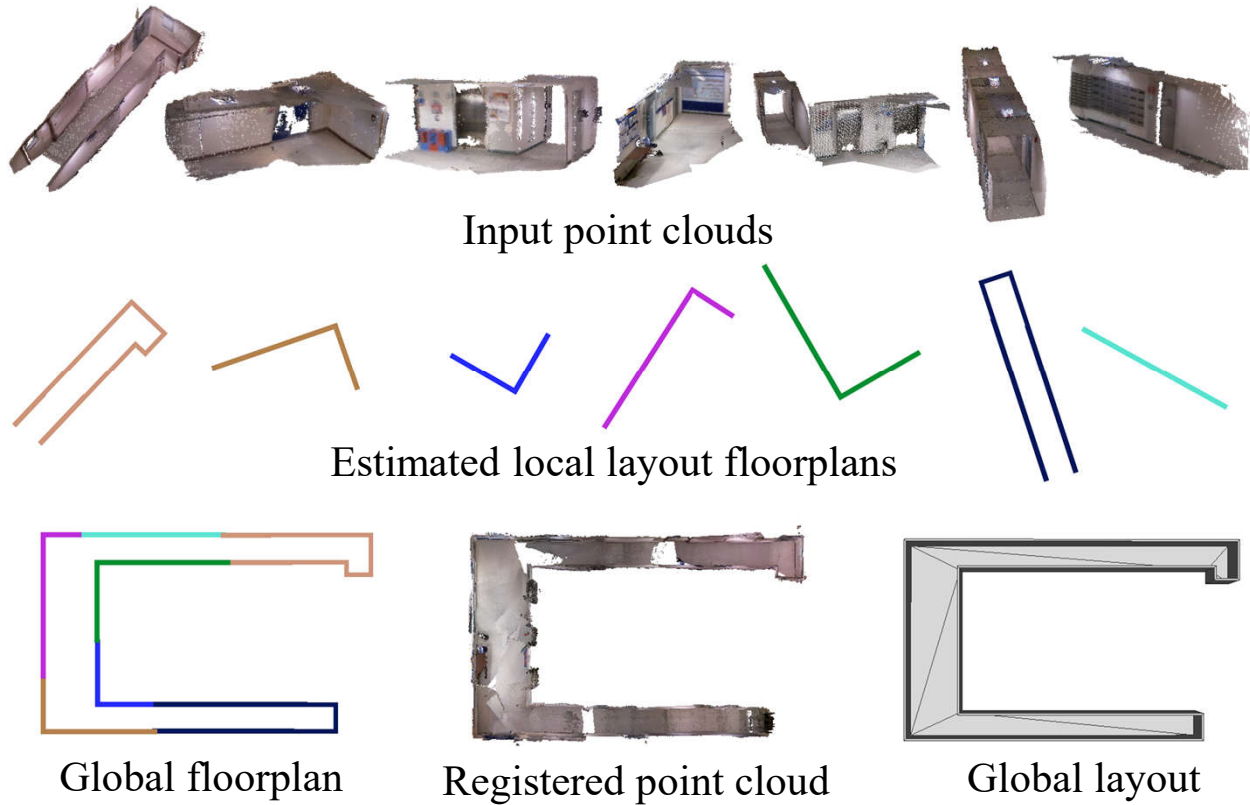 Input point clouds
Estimated local layout floorplans
Global floorplan
Registered point cloud
Global layout